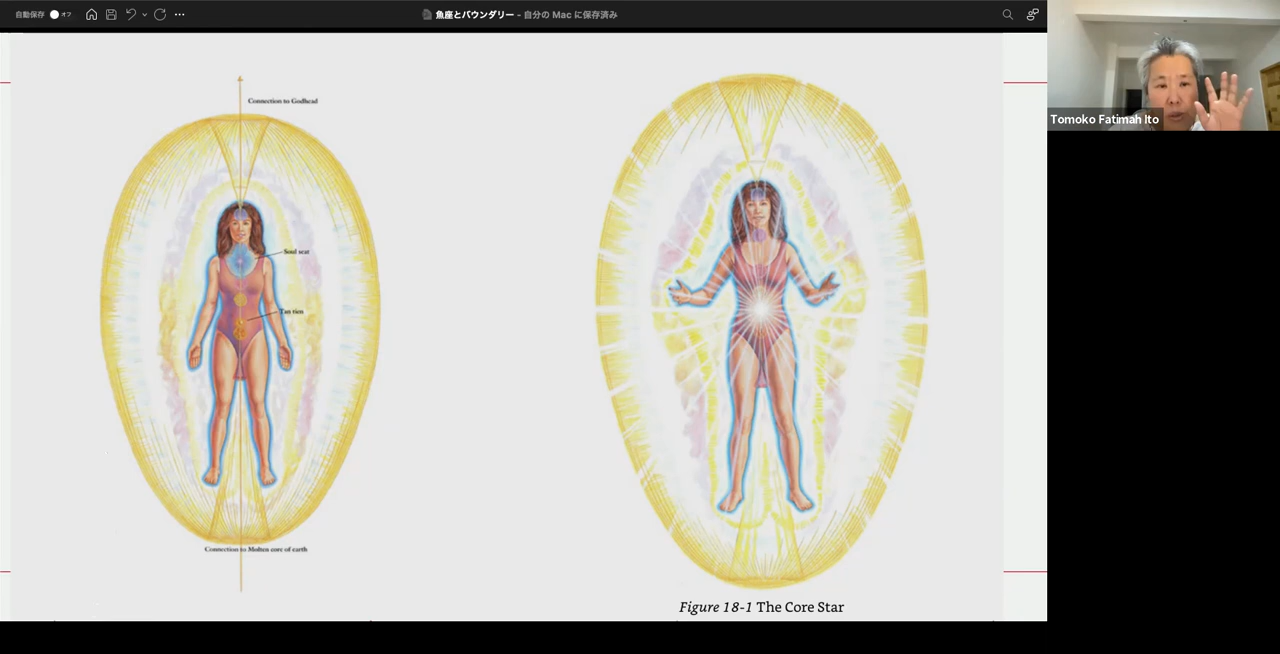 自動保存 オフ
魚座とバウンダリー – 自分の Mac に保存済み
Tomoko Fatimah Ito
Connection to Godhead
Soul seat
Tan tien
Connection to Molten core of earth
Figure 18-1 The Core Star